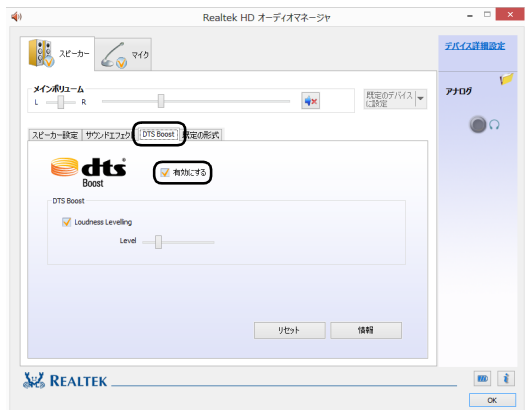 Realtek HD オーディオマネージャ
スピーカー
マイク
デバイス詳細設定
メインボリューム
L
R
既定のデバイス
に設定
アナログ
スピーカー設定
サウンドエフェクト
DTS Boost
既定の形式
dts
Boost
有効にする
DTS Boost
Loudness Levelling
Level
リセット
情報
REALTEK
i
OK